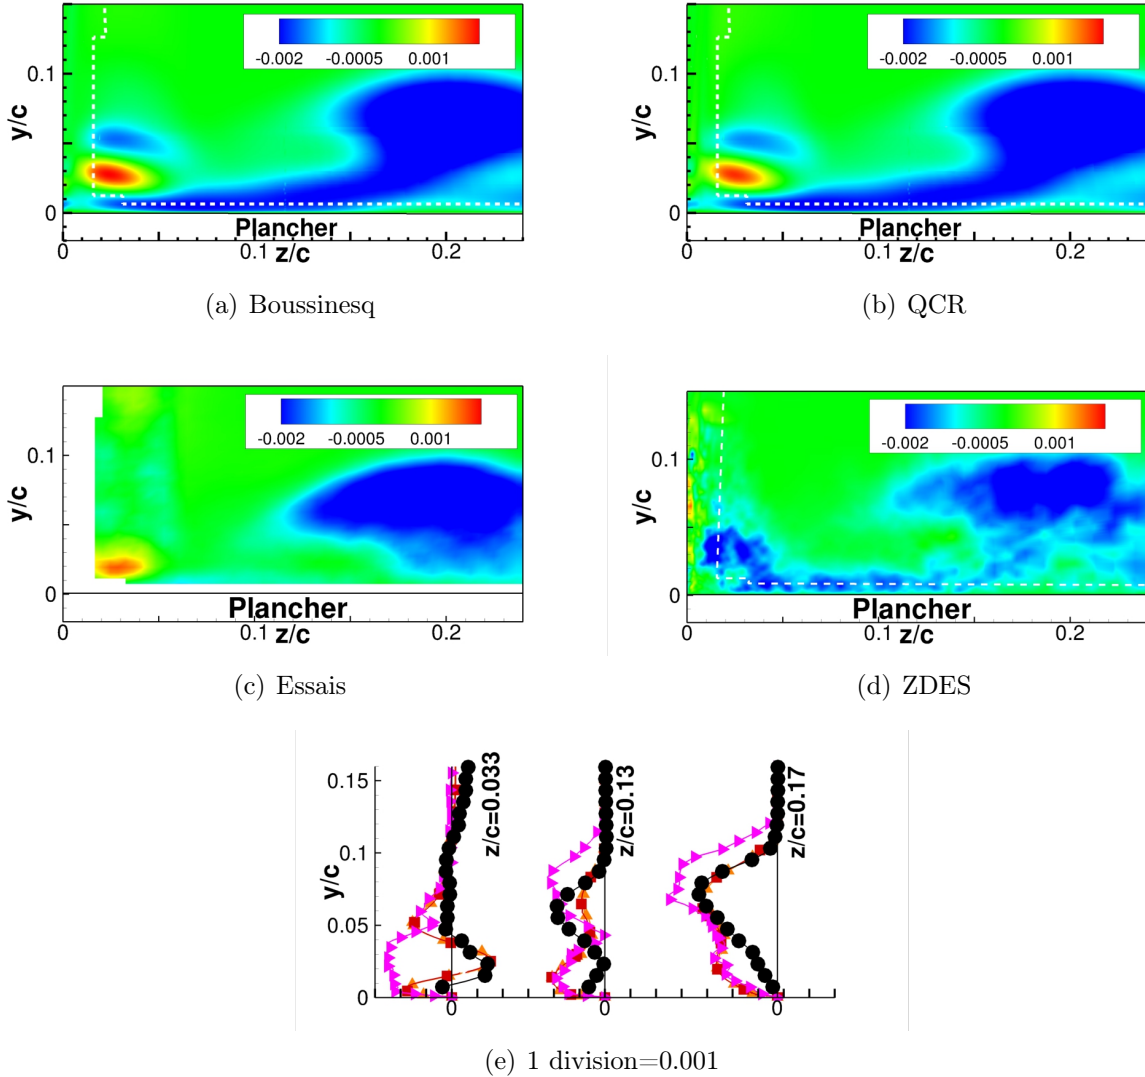 -0.002 -0.0005 0.001
y/c
0.1
0
Plancher
0 0.1 0.2
z/c
(a) Boussinesq
-0.002 -0.0005 0.001
y/c
0.1
0
Plancher
0 0.1 0.2
z/c
(b) QCR
-0.002 -0.0005 0.001
y/c
0.1
0
Plancher
0 0.1 0.2
z/c
(c) Essais
-0.002 -0.0005 0.001
y/c
0.1
0
Plancher
0 0.1 0.2
z/c
(d) ZDES
y/c
0.15
0.1
0.05
0
z/c=0.033
z/c=0.13
z/c=0.17
0 0 0
(e) 1 division=0.001